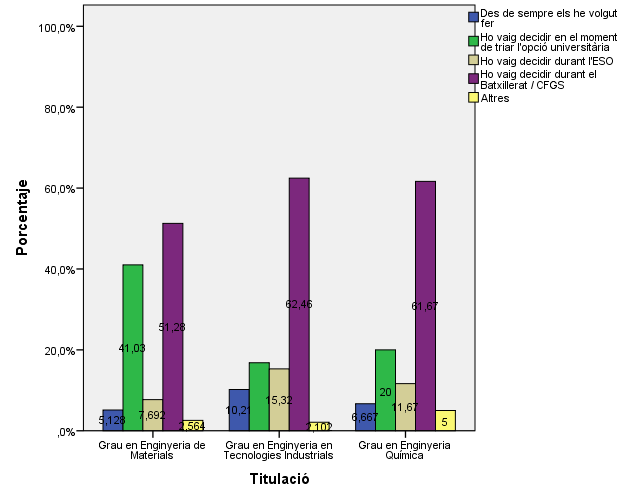 100,0%
80,0%
60,0%
40,0%
20,0%
,0%
Porcentaje
5,128
41,03
7,692
51,28
2,564
15,32
62,46
2,102
6,667
20
11,67
61,67
5
Grau en Enginyeria de
Materials
Grau en Enginyeria en
Tecnologies Industrials
Grau en Enginyeria
Química
Titulació
Des de sempre els he volgut
fer
Ho vaig decidir en el moment
de triar l'opció universitària
Ho vaig decidir durant l'ESO
Ho vaig decidir durant el
Batxillerat / CFGS
Altres